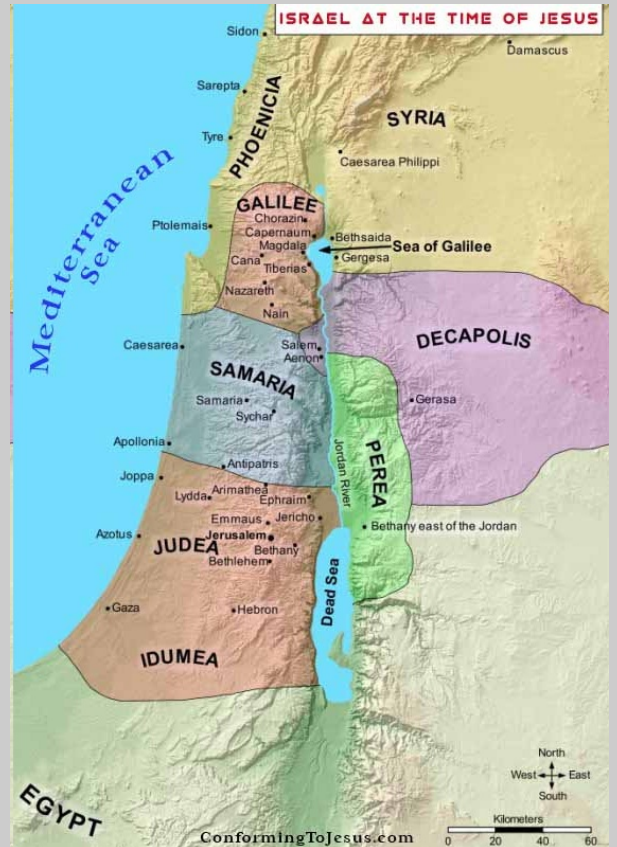 ISRAEL AT THE TIME OF JESUS
Sidon
Damascus
Sarepta
PHOENICIA
SYRIA
Tyre
Caesarea Philippi
Mediterranean
Sea
GALILEE
Chorazin
Ptolemais
Capernaum
Bethsaida
Magdala
Sea of Galilee
Cana
Gergesa
Tiberias
Nazareth
Nain
DECAPOLIS
Caesarea
Salem
Aenon
SAMARIA
Samaria
Gerasa
Sychar
PEREA
Apollonia
Jordan River
Antipatris
Joppa
Arimathea
Lydda
Ephraim
Emmaus
Jericho
Bethany east of the Jordan
Azotus
Jerusalem
JUDEA
Bethany
Bethlehem
Dead Sea
Gaza
Hebron
IDUMEA
North
West
East
South
EGYPT
Kilometers
0 20 40 60
ConformingToJesus.com